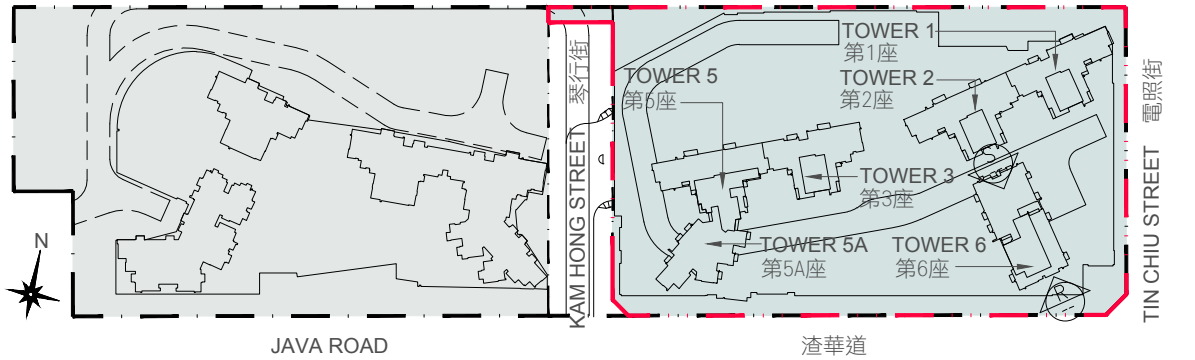 TOWER 1
第1座
TOWER 2
第2座
TOWER 5
第5座
TOWER 3
第3座
TOWER 5A
第5A座
TOWER 6
第6座
KAM HONG STREET 琴行街
TIN CHIU STREET 電照街
N
S
R
JAVA ROAD 渣華道